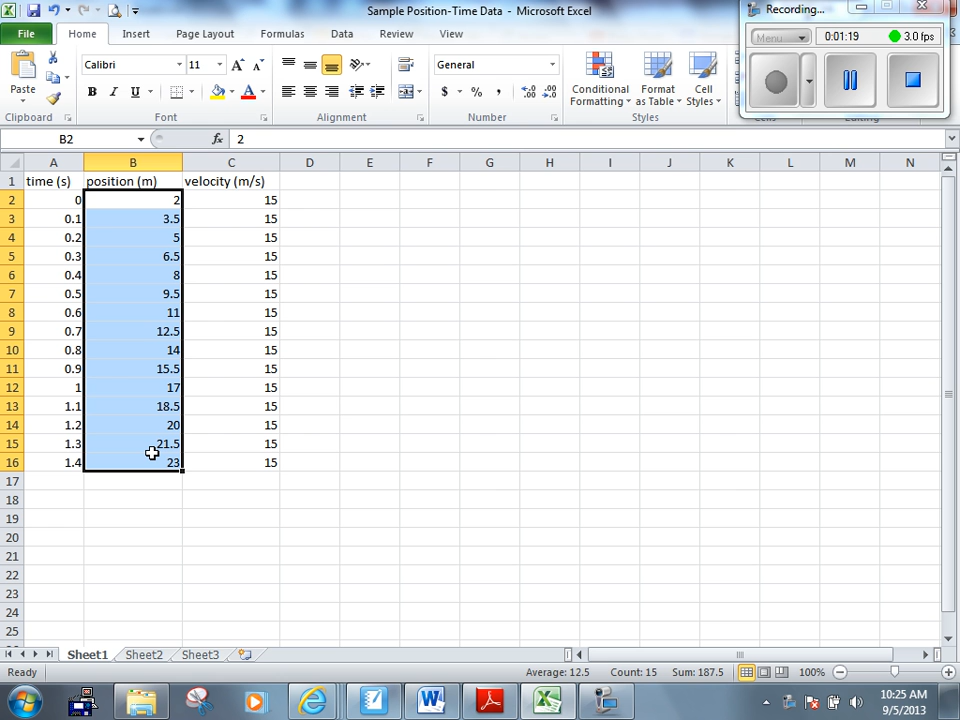 Sample Position-Time Data - Microsoft Excel
Recording...
File Home Insert Page Layout Formulas Data Review View
Menu 0:01:19 3.0 fps
Calibri 11 General
Paste B I U $ % , Conditional Formatting Format as Table Cell Styles
Clipboard Font Alignment Number Styles
B2 fx 2
A B C D E F G H I J K L M N
1 time (s) position (m) velocity (m/s)
2 0 2 15
3 0.1 3.5 15
4 0.2 5 15
5 0.3 6.5 15
6 0.4 8 15
7 0.5 9.5 15
8 0.6 11 15
9 0.7 12.5 15
10 0.8 14 15
11 0.9 15.5 15
12 1 17 15
13 1.1 18.5 15
14 1.2 20 15
15 1.3 21.5 15
16 1.4 23 15
17
18
19
20
21
22
23
24
25
Sheet1 Sheet2 Sheet3
Ready Average: 12.5 Count: 15 Sum: 187.5 100%
10:25 AM
9/5/2013